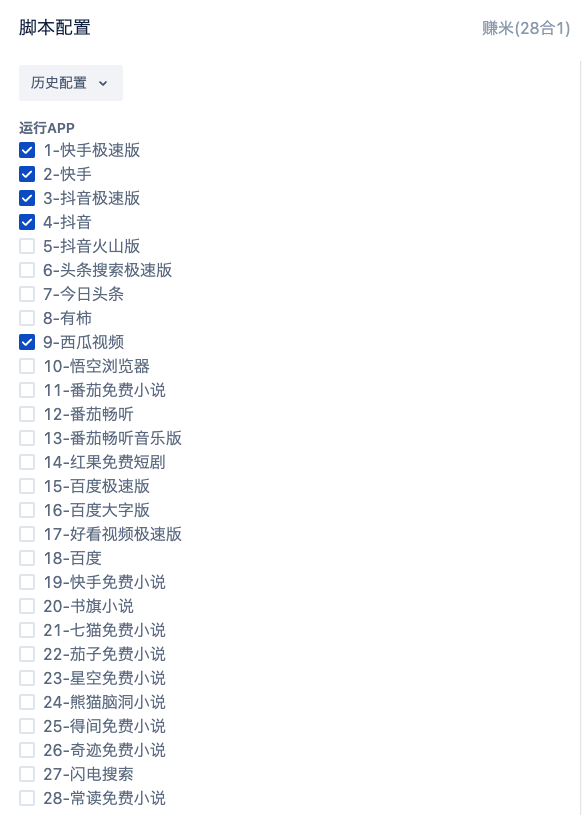 脚本配置
赚米(28合1)
历史配置
运行APP
1-快手极速版
2-快手
3-抖音极速版
4-抖音
5-抖音火山版
6-头条搜索极速版
7-今日头条
8-有柿
9-西瓜视频
10-悟空浏览器
11-番茄免费小说
12-番茄畅听
13-番茄畅听音乐版
14-红果免费短剧
15-百度极速版
16-百度大字版
17-好看视频极速版
18-百度
19-快手免费小说
20-书旗小说
21-七猫免费小说
22-茄子免费小说
23-星空免费小说
24-熊猫脑洞小说
25-得间免费小说
26-奇迹免费小说
27-闪电搜索
28-常读免费小说